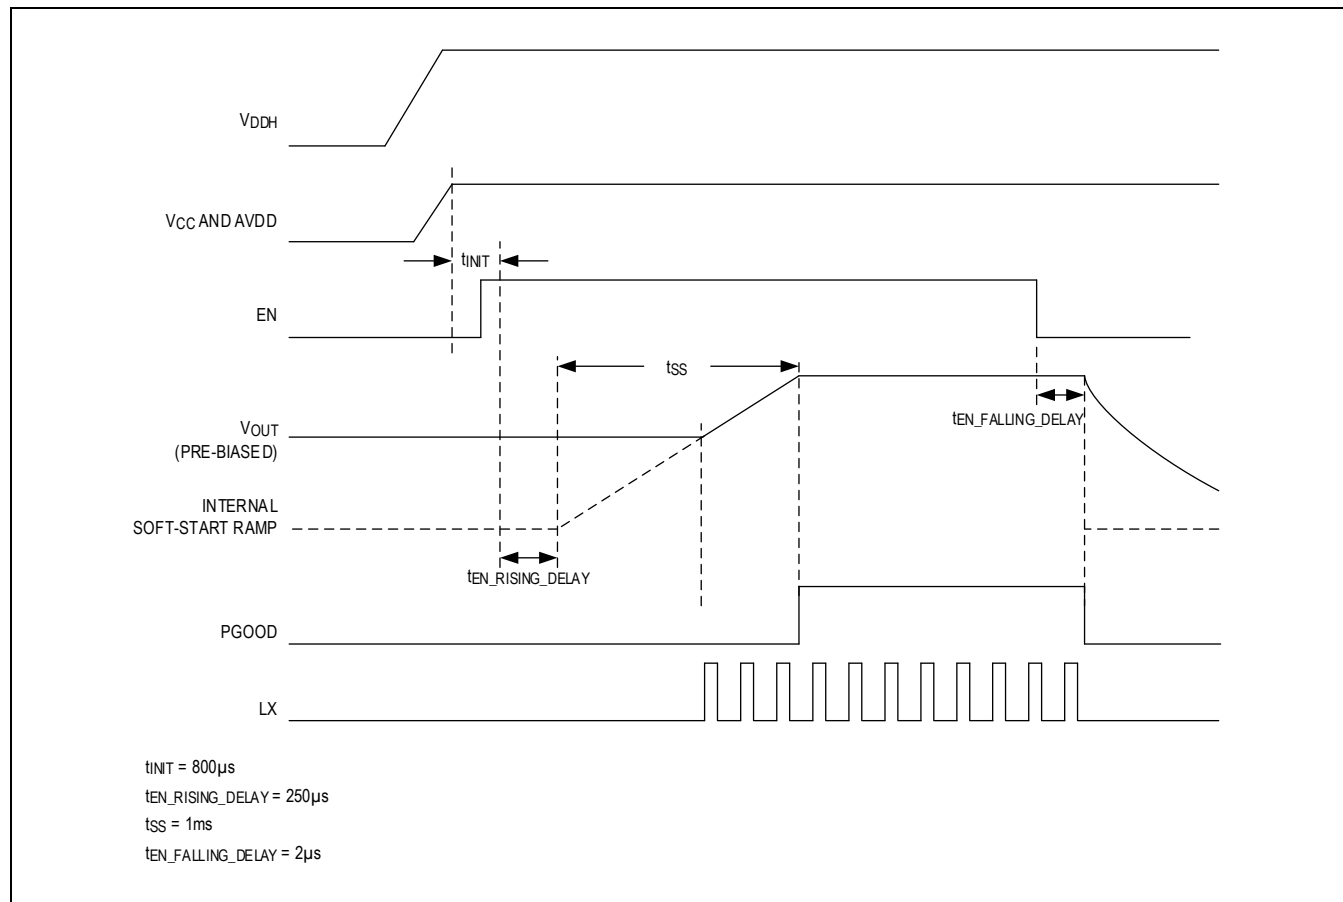 VDDH
VCC AND AVDD
tINIT
EN
tSS
tEN_FALLING_DELAY
VOUT
(PRE-BIASED)
INTERNAL
SOFT-START RAMP
tEN_RISING_DELAY
PGOOD
LX
tINIT = 800µs
tEN_RISING_DELAY = 250µs
tSS = 1ms
tEN_FALLING_DELAY = 2µs